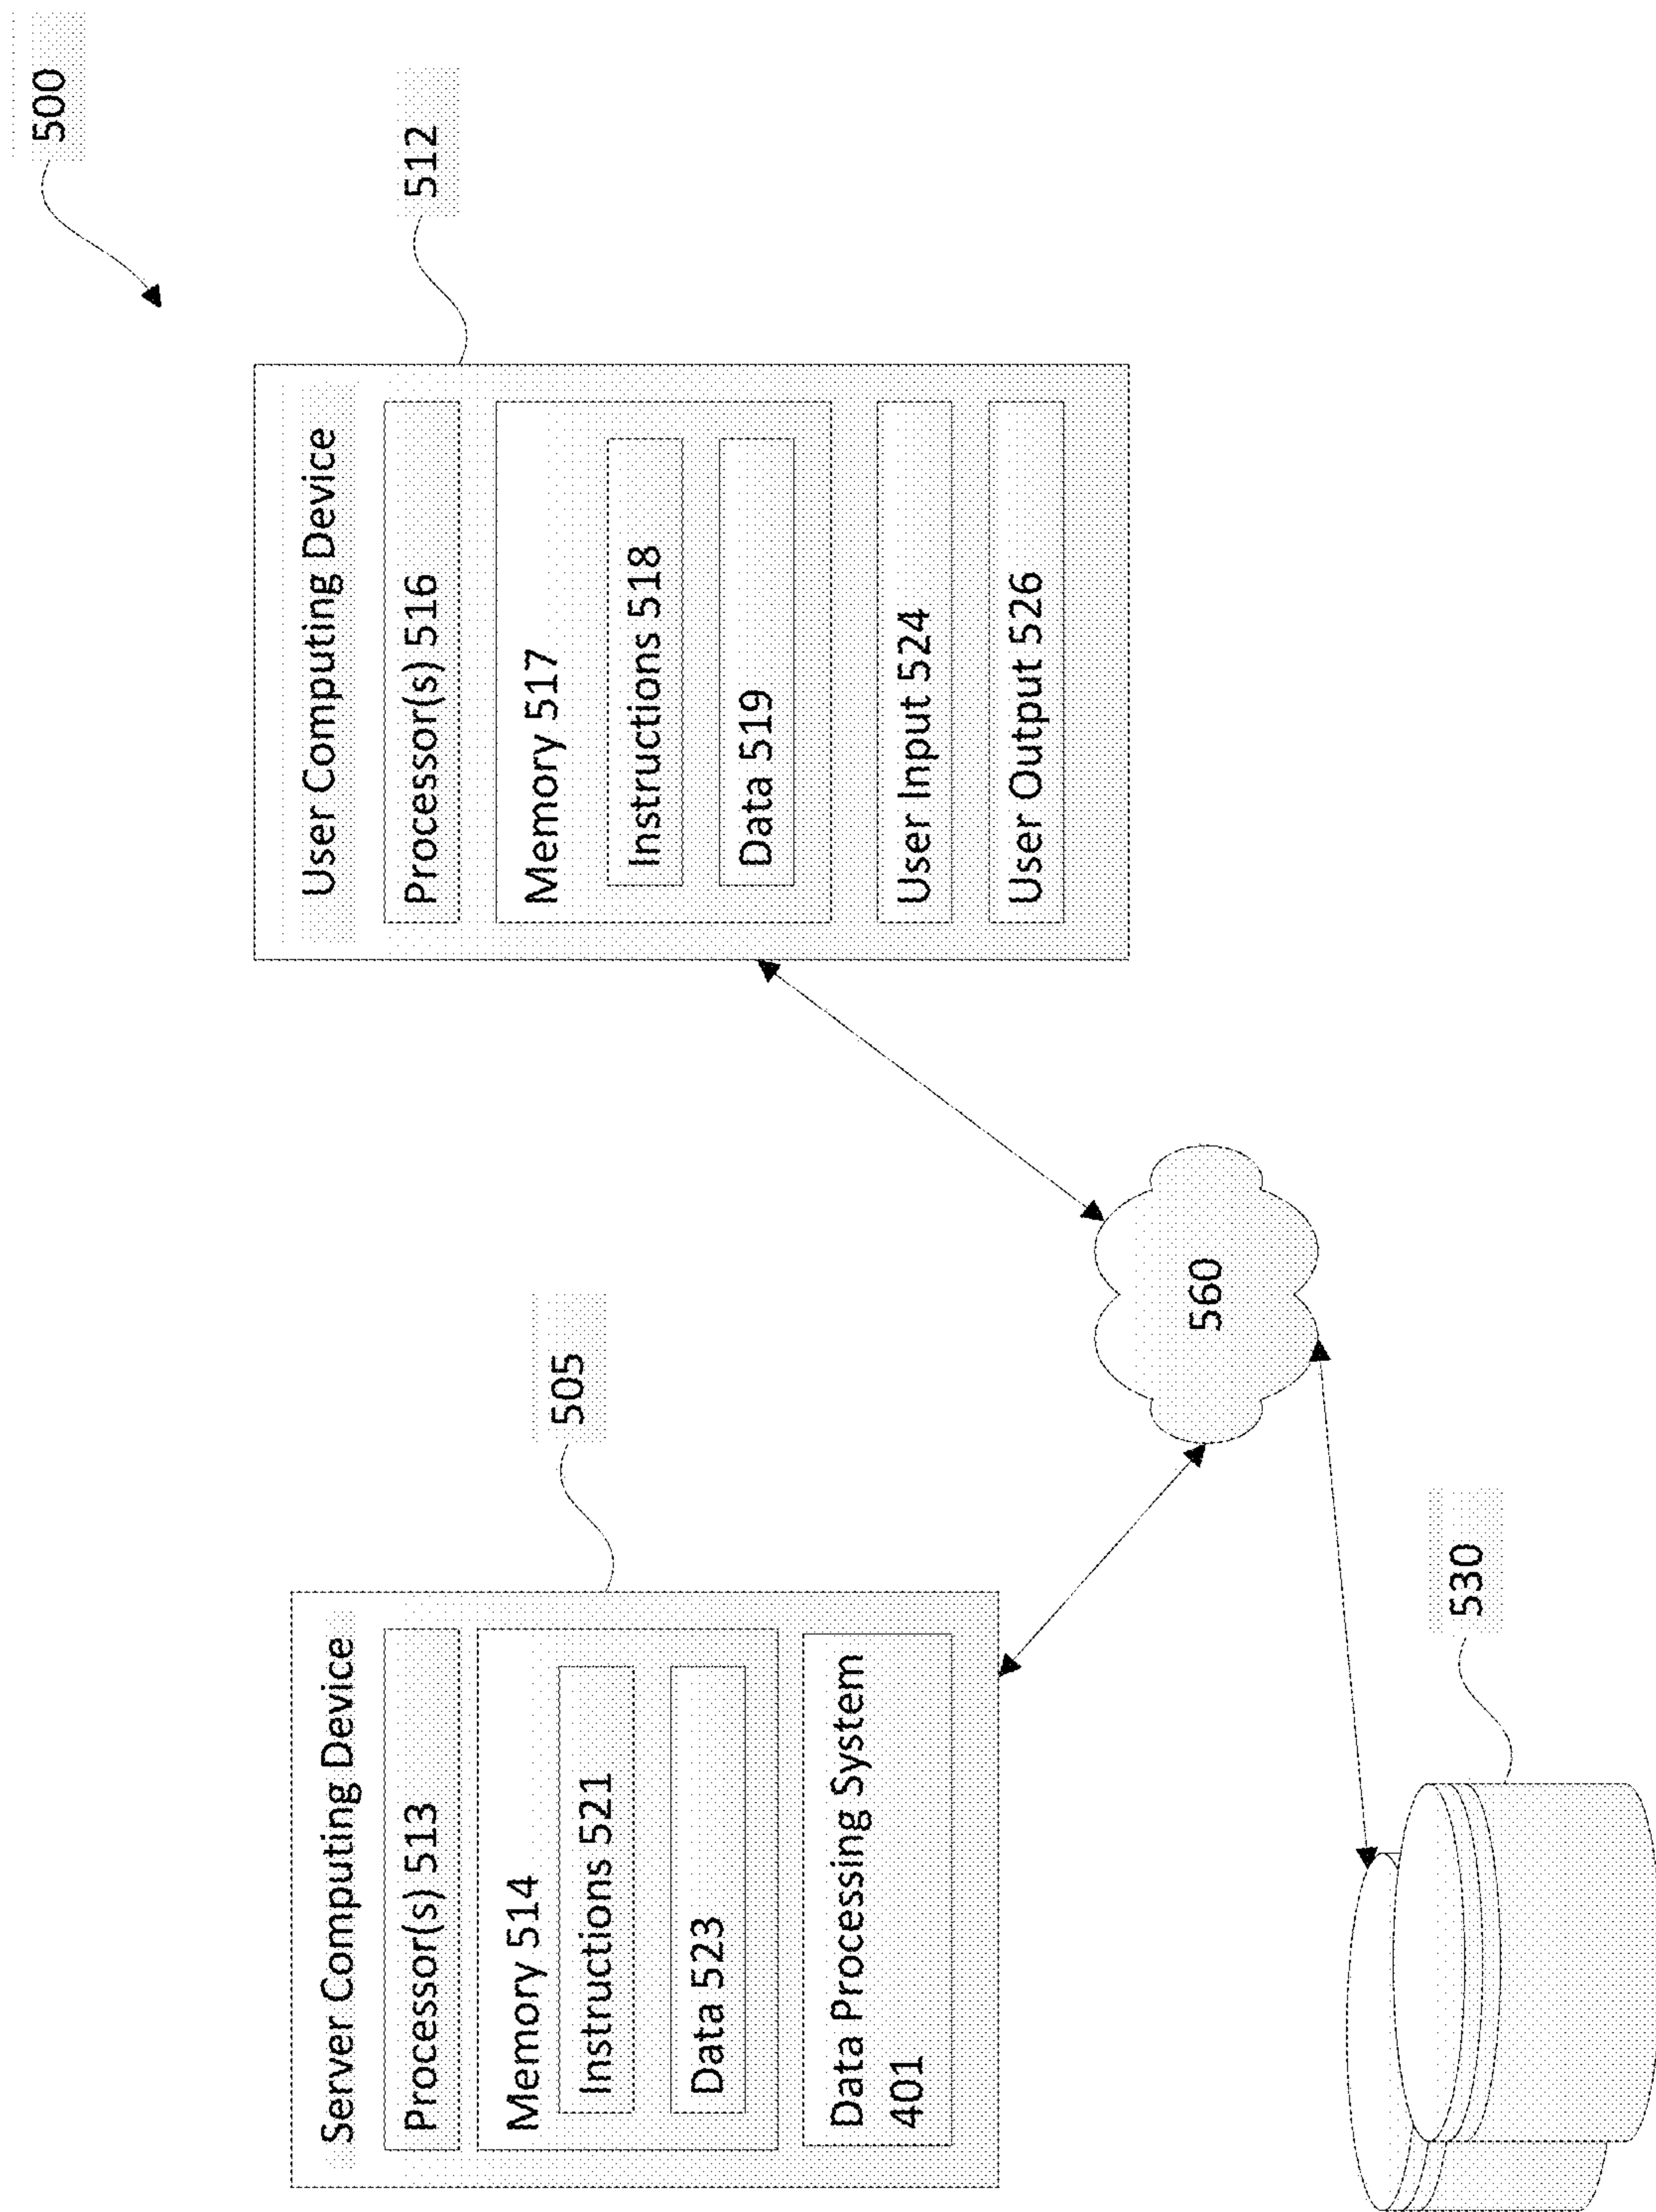 500
Server Computing Device
Processor(s) 513
Memory 514
Instructions 521
Data 523
Data Processing System
401
505
User Computing Device
Processor(s) 516
Memory 517
Instructions 518
Data 519
User Input 524
User Output 526
512
560
530